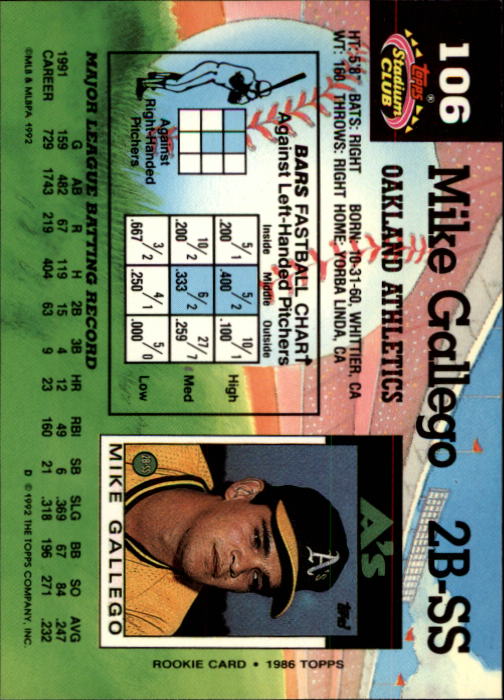 106
Topps®
Stadium
CLUB
Mike Gallego 2B-SS
OAKLAND ATHLETICS
HT: 5'8" BATS: RIGHT BORN: 10-31-60, WHITTIER, CA
WT: 160 THROWS: RIGHT HOME: YORBA LINDA, CA
BARS FASTBALL CHART
Against Left-Handed Pitchers
Inside Middle Outside
5/1 5/2 10/1
.200 .400 .100 High
10/2 6/2 27/7
.200 .333 .259 Med
3/2 4/1 5/0
.667 .250 .000 Low
Against
Right-Handed
Pitchers
A's
Topps
A's
2B-SS
MIKE GALLEGO
ROOKIE CARD • 1986 TOPPS
MAJOR LEAGUE BATTING RECORD
G AB R H 2B 3B HR RBI SB SLG BB SO AVG
1991 159 482 67 119 15 4 12 49 6 .369 67 84 .247
CAREER 729 1743 219 404 63 9 23 160 21 .318 196 271 .232
©MLB & MLBPA 1992 D ©1992 THE TOPPS COMPANY, INC.